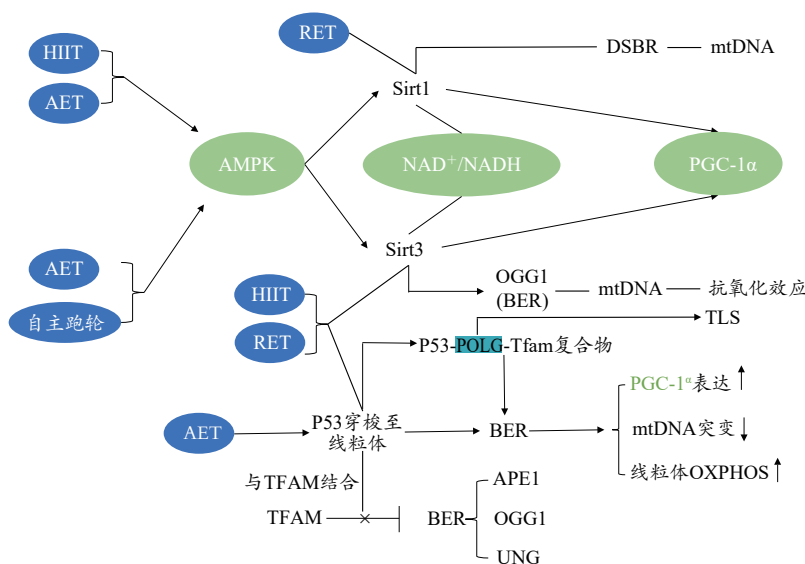 RET
HIIT
DSBR
mtDNA
AET
Sirt1
AMPK
NAD⁺/NADH
PGC-1α
Sirt3
AET
OGG1
(BER)
mtDNA
抗氧化效应
HIIT
自主跑轮
TLS
RET
P53-POLG-Tfam复合物
PGC-1ᵅ表达
P53穿梭至
线粒体
AET
BER
mtDNA突变
线粒体OXPHOS
与TFAM结合
APE1
TFAM
BER
OGG1
UNG